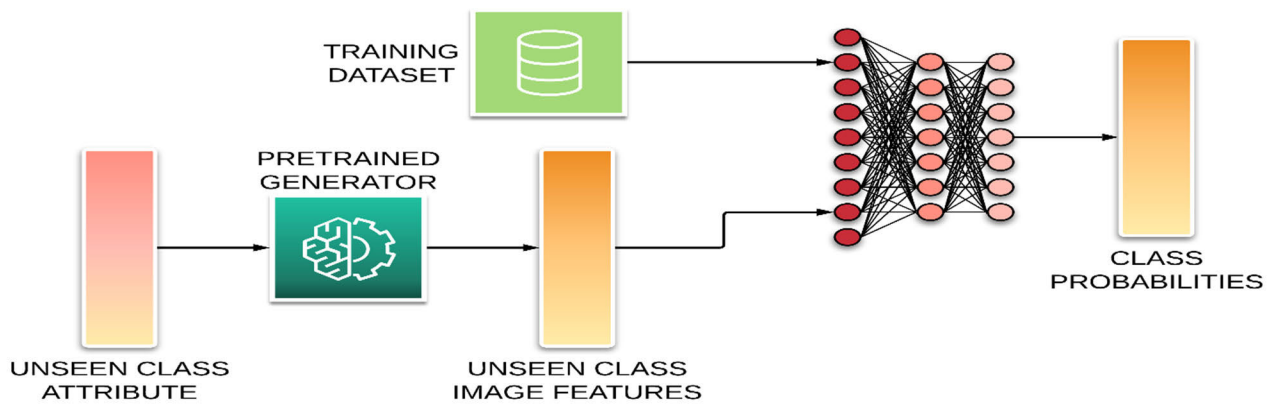 TRAINING
DATASET
PRETRAINED
GENERATOR
UNSEEN CLASS
ATTRIBUTE
UNSEEN CLASS
IMAGE FEATURES
CLASS
PROBABILITIES